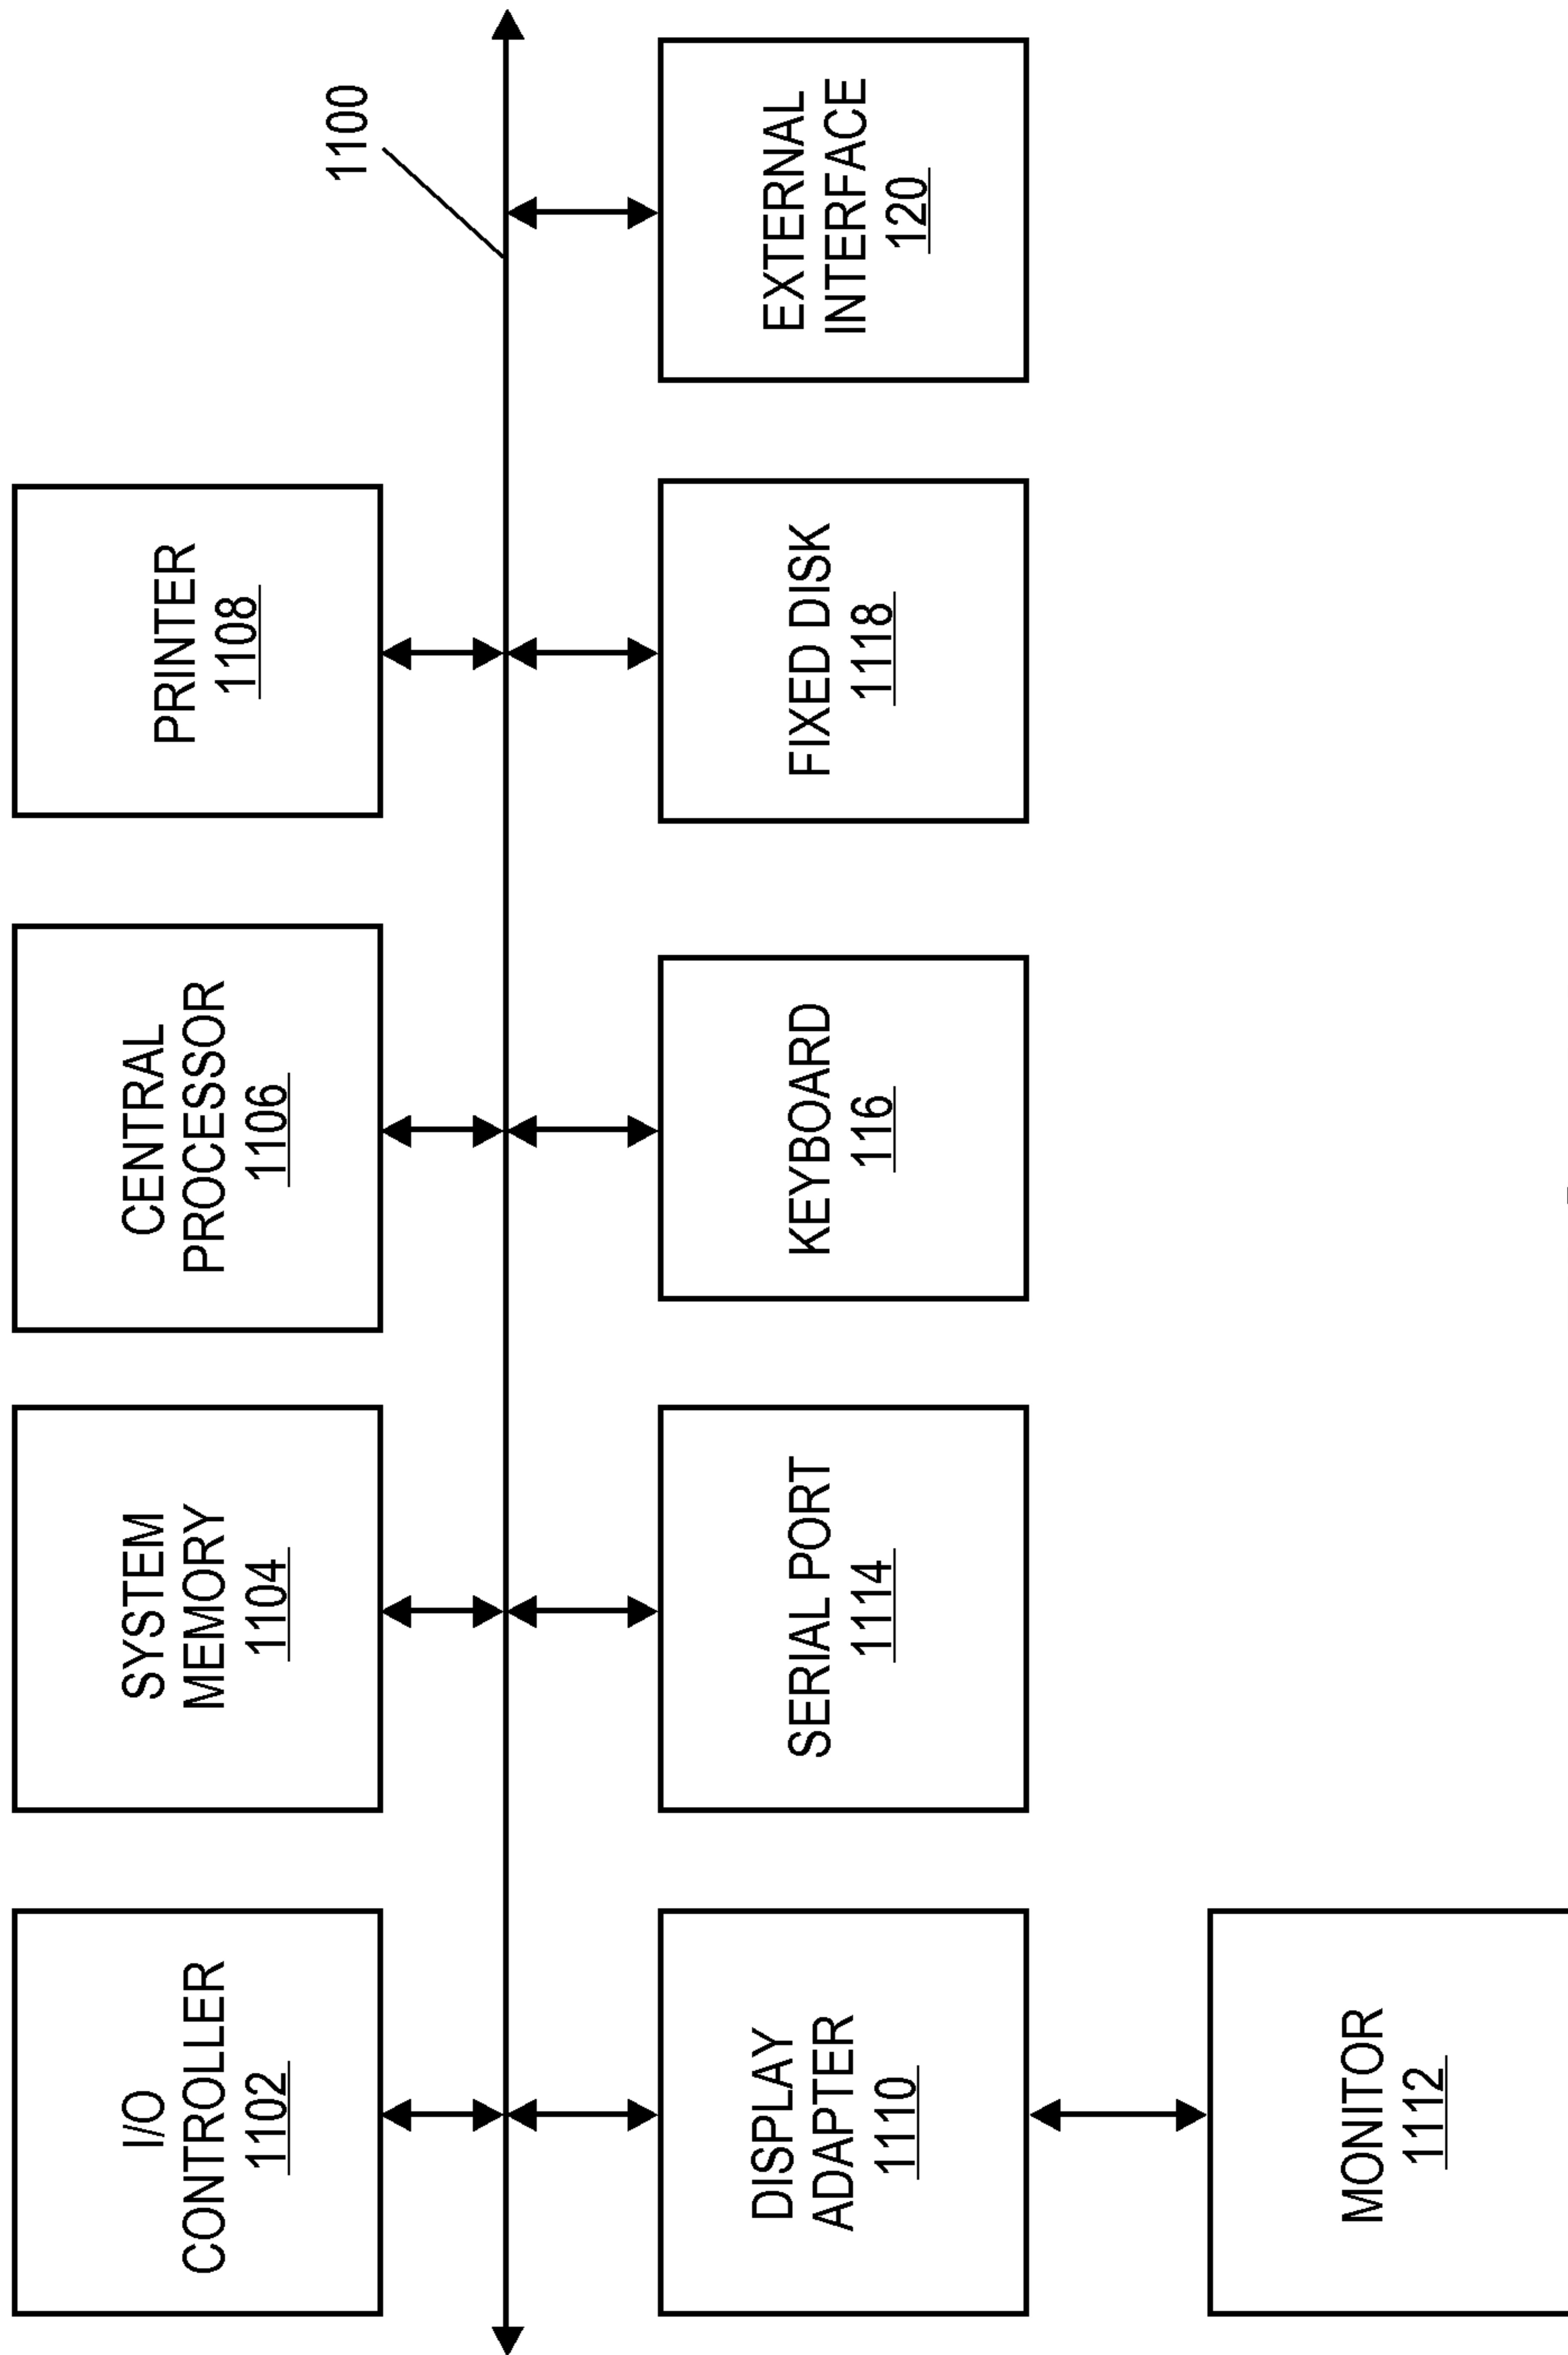 I/O
CONTROLLER
1102
SYSTEM
MEMORY
1104
CENTRAL
PROCESSOR
1106
PRINTER
1108
1100
DISPLAY
ADAPTER
1110
SERIAL PORT
1114
KEYBOARD
116
FIXED DISK
1118
EXTERNAL
INTERFACE
120
MONITOR
1112